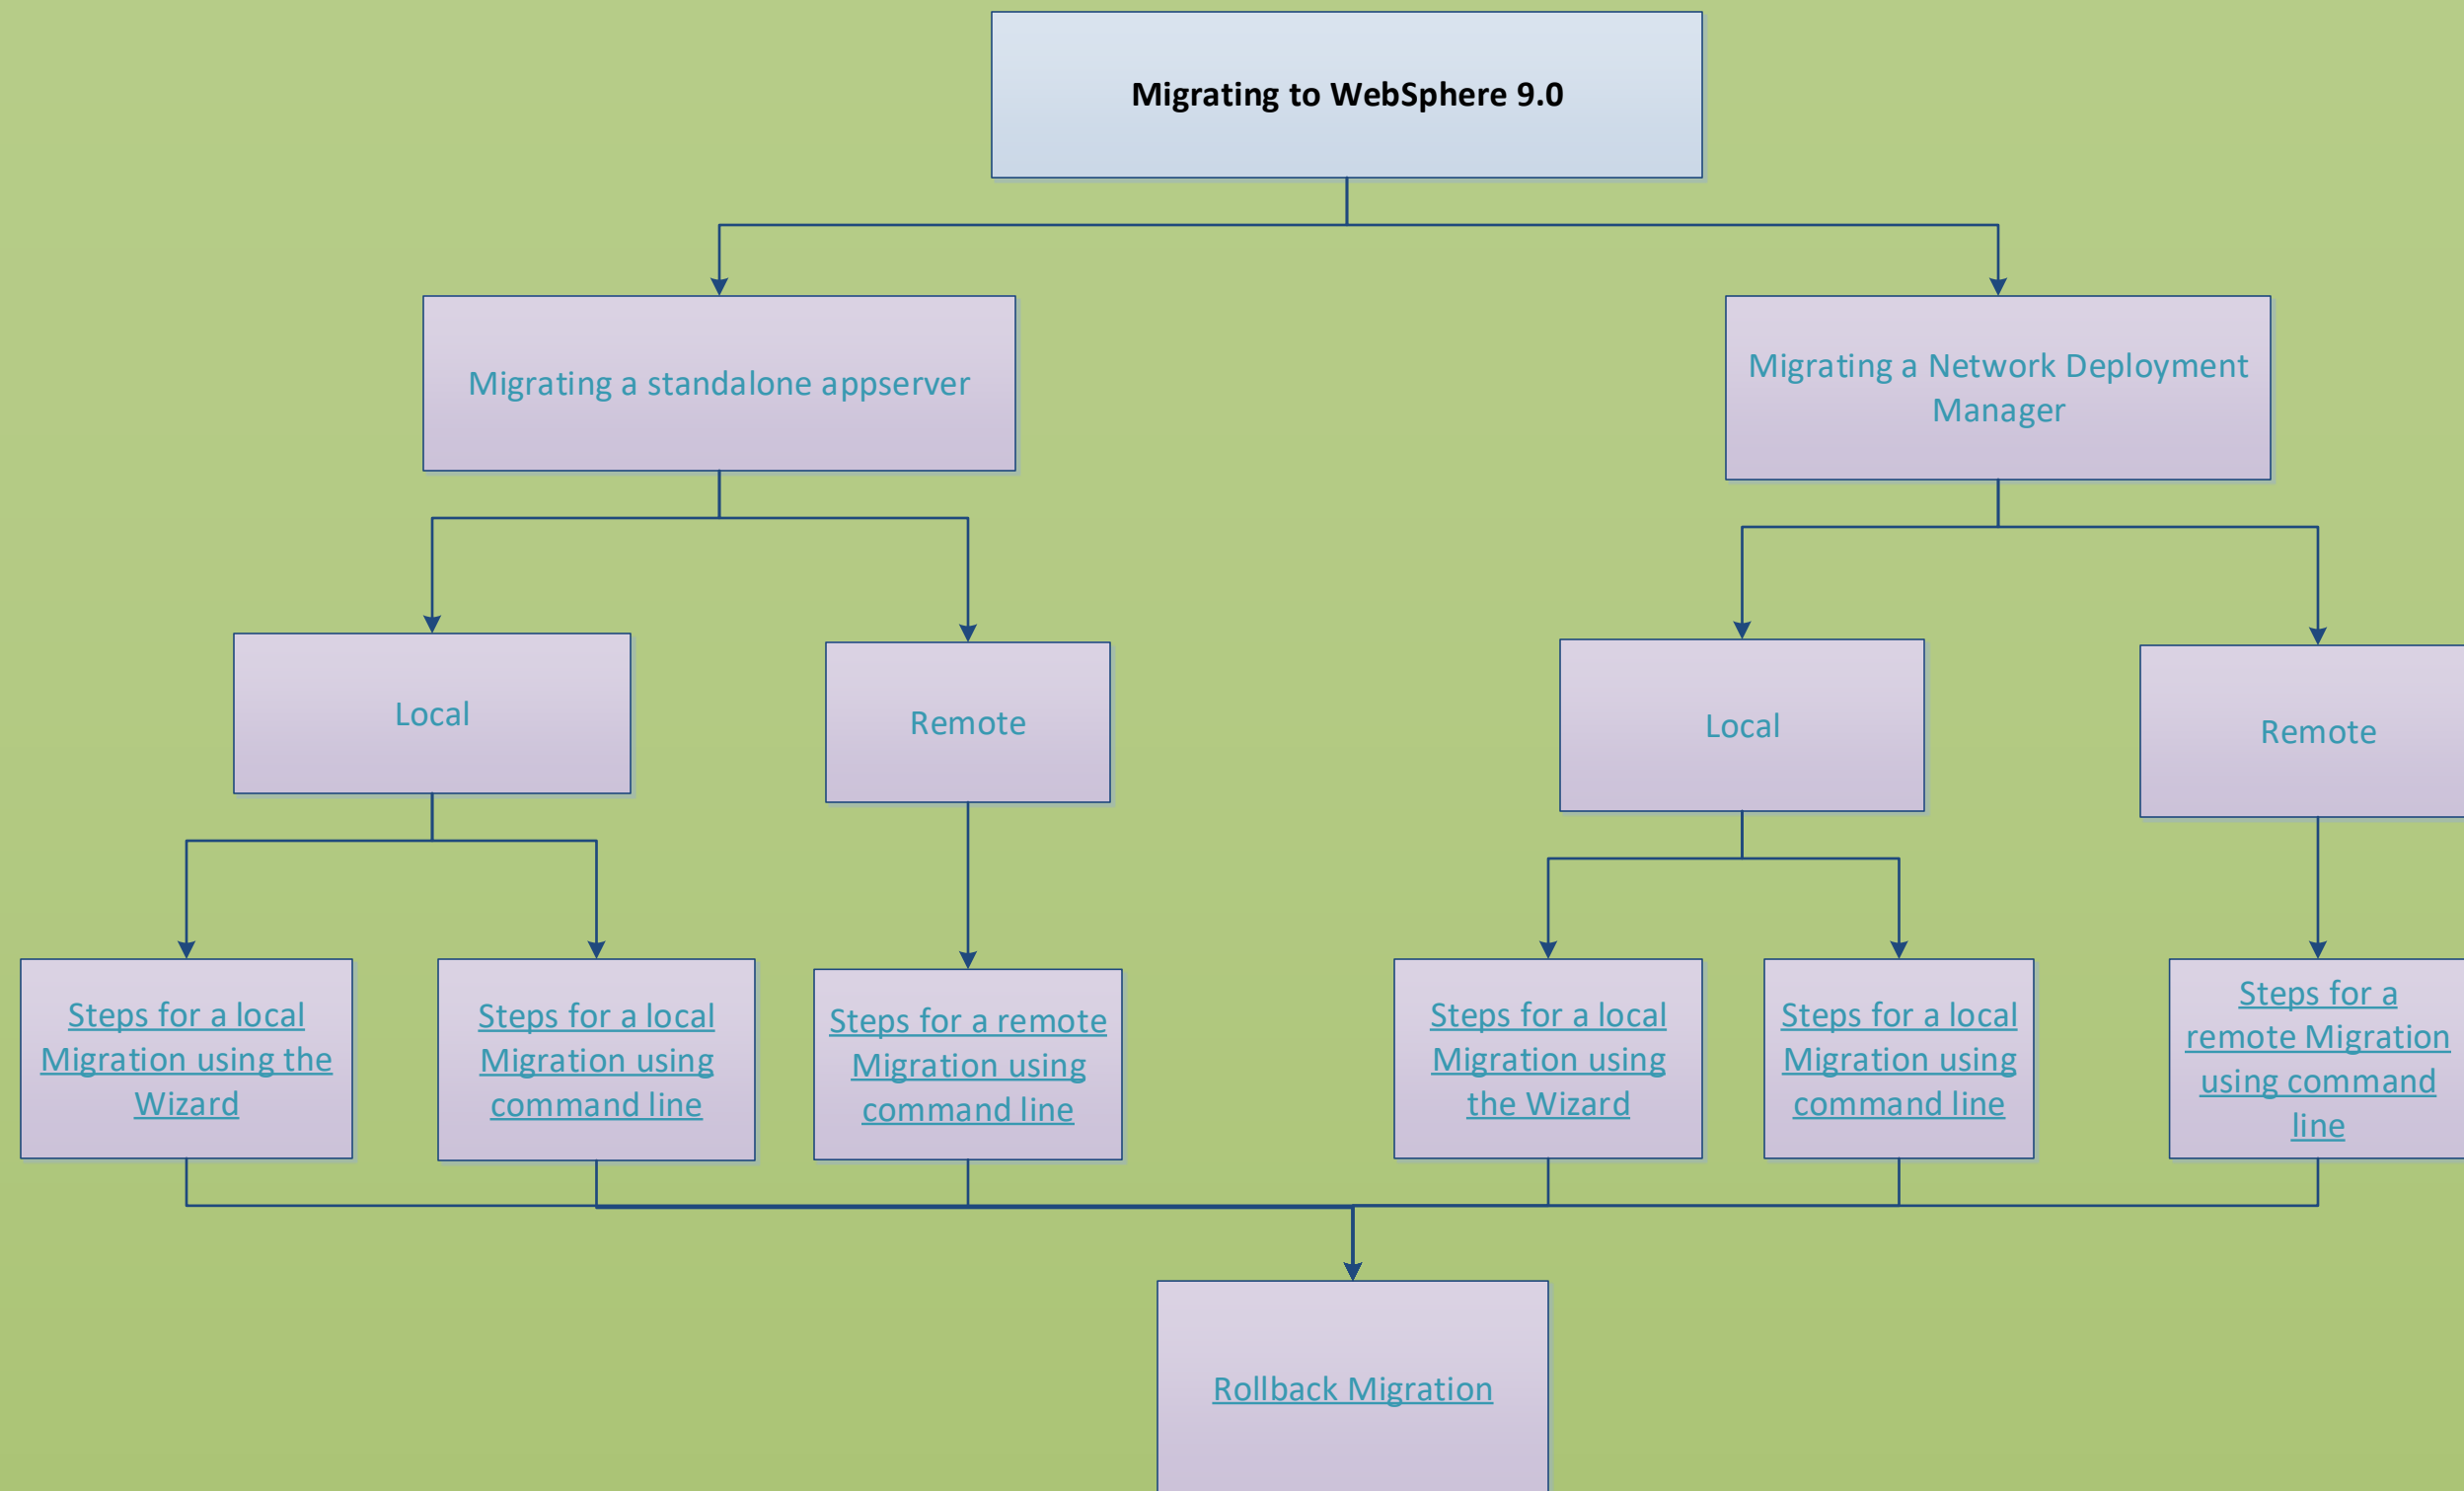 Migrating to WebSphere 9.0
Migrating a standalone appserver
Migrating a Network Deployment
Manager
Local
Remote
Local
Remote
Steps for a local
Migration using the
Wizard
Steps for a local
Migration using
command line
Steps for a remote
Migration using
command line
Steps for a local
Migration using
the Wizard
Steps for a local
Migration using
command line
Steps for a
remote Migration
using command
line
Rollback Migration